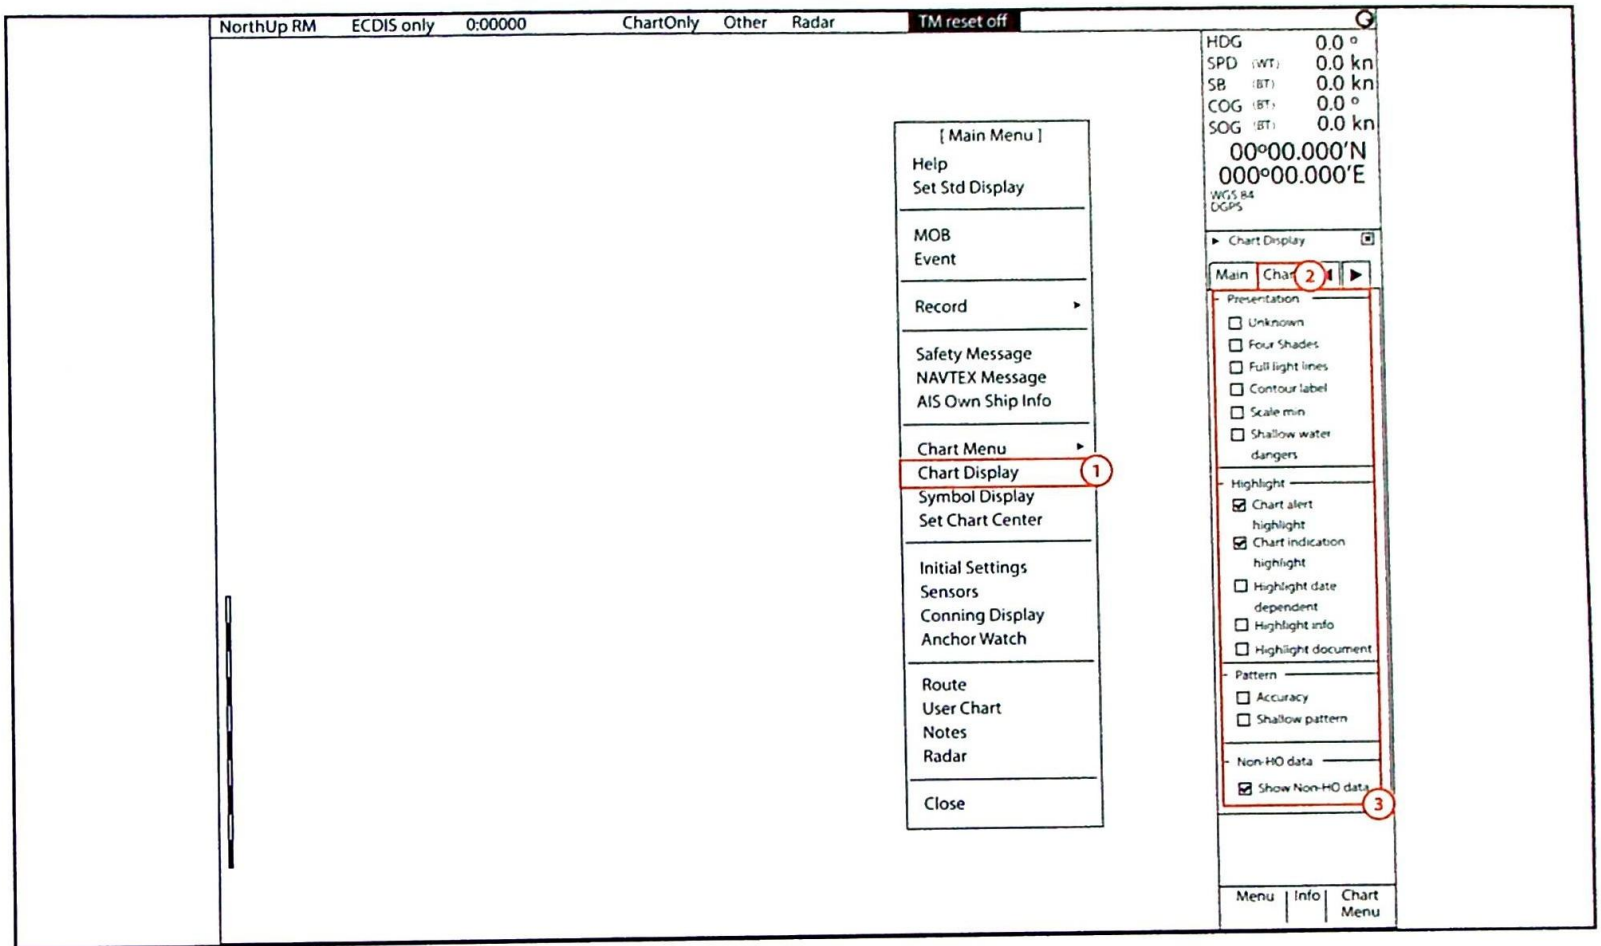 NorthUp RM ECDIS only 0:00000 ChartOnly Other Radar TM reset off
HDG 0.0 °
SPD (WT) 0.0 kn
SB (BT) 0.0 kn
COG (BT) 0.0 °
SOG (BT) 0.0 kn
00°00.000'N
000°00.000'E
WGS 84
DGPS
[ Main Menu ]
Help
Set Std Display
MOB
Event
Record
Safety Message
NAVTEX Message
AIS Own Ship Info
Chart Menu
Chart Display 1
Symbol Display
Set Chart Center
Initial Settings
Sensors
Conning Display
Anchor Watch
Route
User Chart
Notes
Radar
Close
Chart Display
Main Char 2
Presentation
Unknown
Four Shades
Full light lines
Contour label
Scale min
Shallow water
dangers
Highlight
Chart alert
highlight
Chart indication
highlight
Highlight date
dependent
Highlight info
Highlight document
Pattern
Accuracy
Shallow pattern
Non-HO data
Show Non-HO data
3
Menu Info Chart
Menu